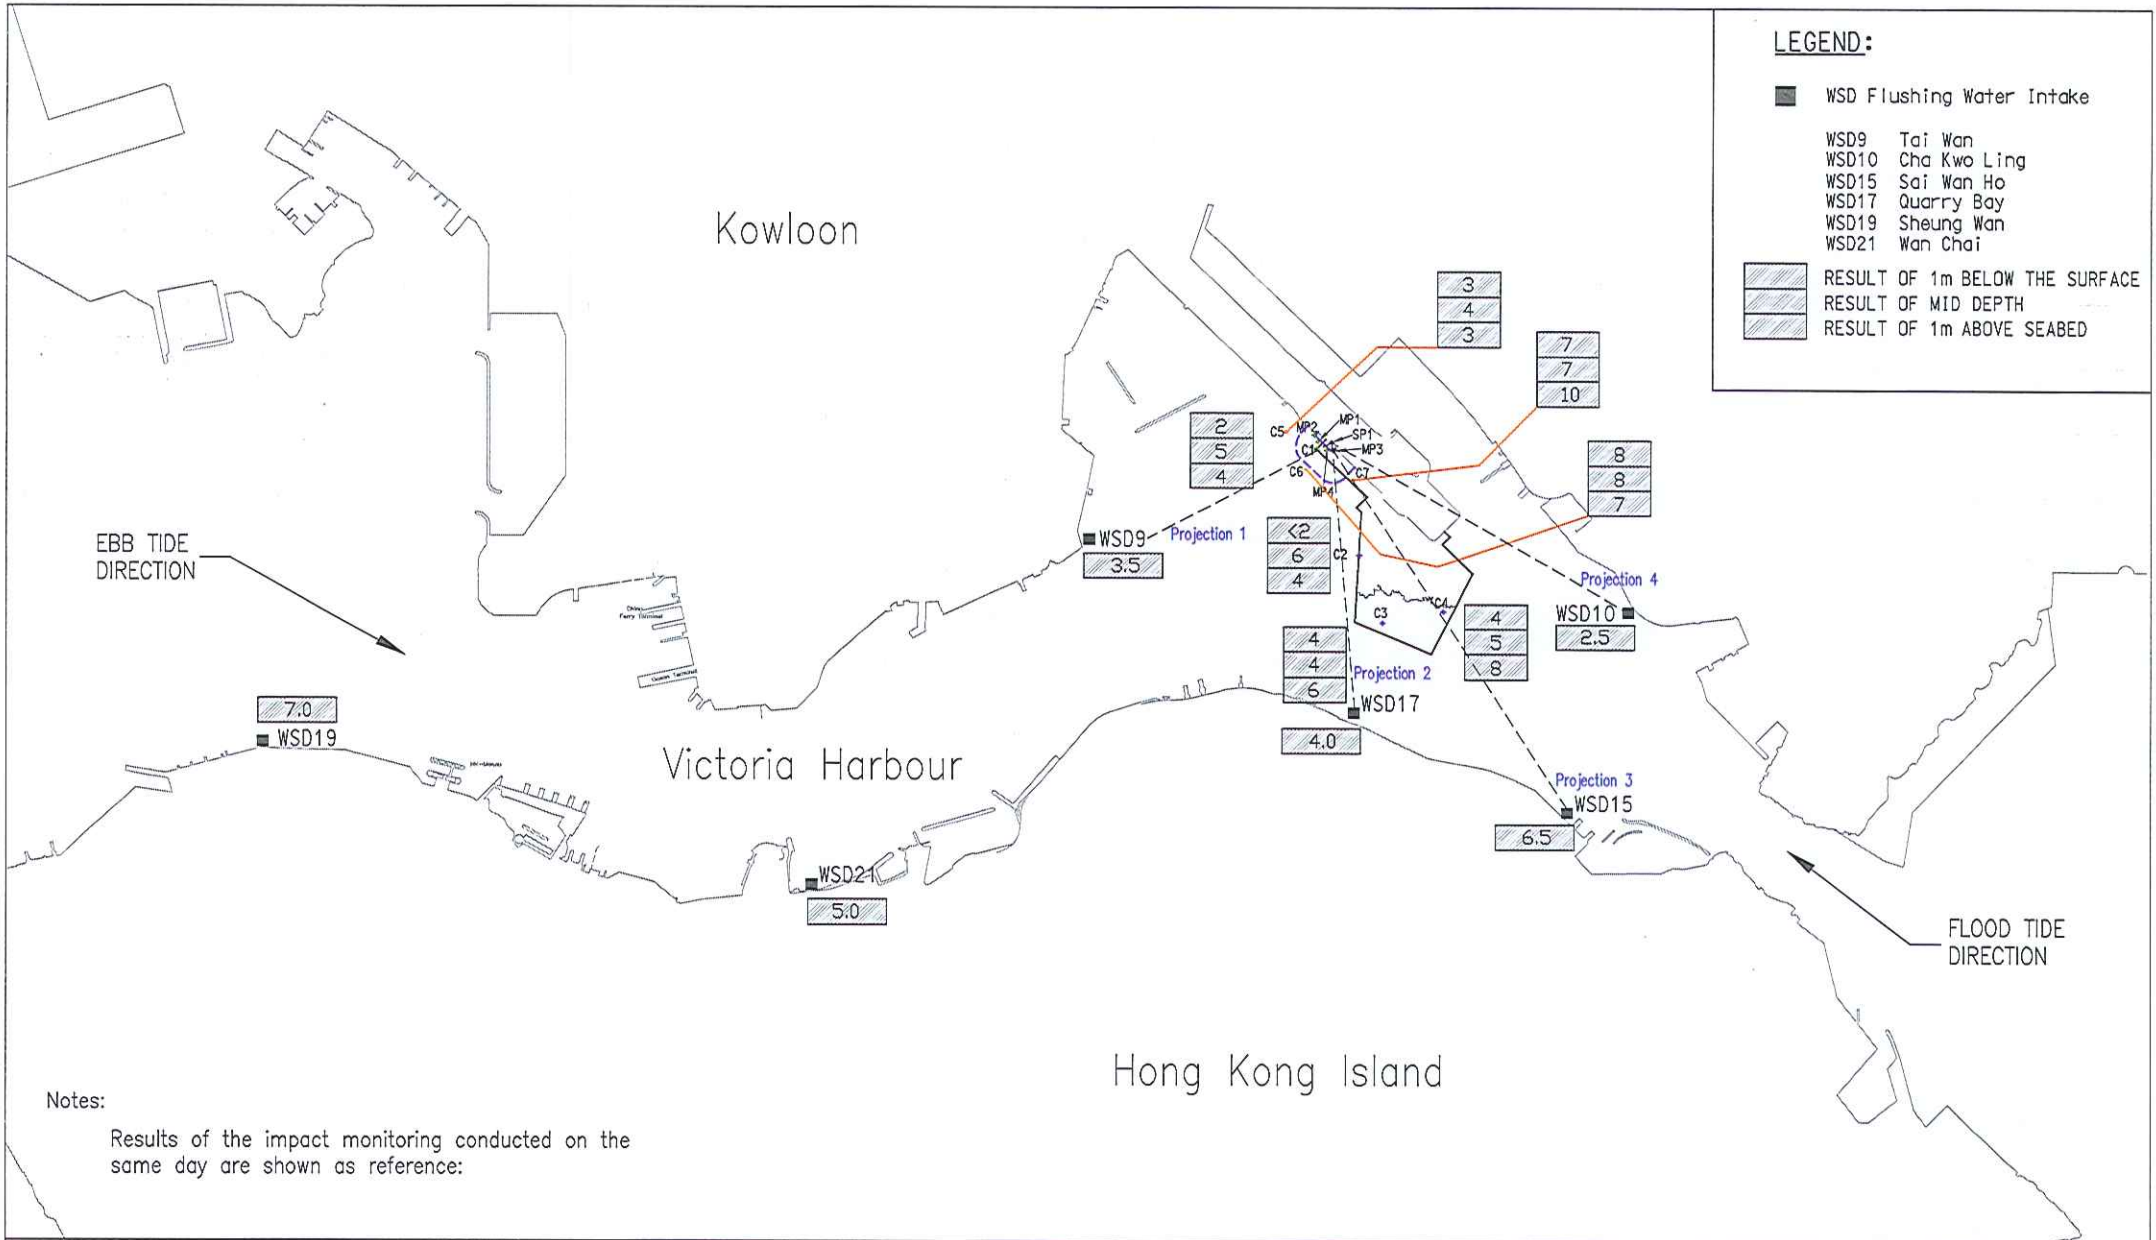 LEGEND:
WSD Flushing Water Intake
WSD9 Tai Wan
WSD10 Cha Kwo Ling
WSD15 Sai Wan Ho
WSD17 Quarry Bay
WSD19 Sheung Wan
WSD21 Wan Chai
RESULT OF 1m BELOW THE SURFACE
RESULT OF MID DEPTH
RESULT OF 1m ABOVE SEABED
Kowloon
3
4
3
7
7
10
2
5
4
8
8
7
C5
MP2
MP1
SP1
C1
MP3
C6
C7
MP4
EBB TIDE
DIRECTION
WSD9
Projection 1
3.5
<2
6
4
C2
Projection 4
WSD10
2.5
C3
C4
4
5
8
4
4
6
Projection 2
WSD17
4.0
Ferry Terminal
Ocean Terminal
7.0
WSD19
Victoria Harbour
Projection 3
WSD15
6.5
WSD21
5.0
FLOOD TIDE
DIRECTION
Hong Kong Island
Notes:
Results of the impact monitoring conducted on the
same day are shown as reference: